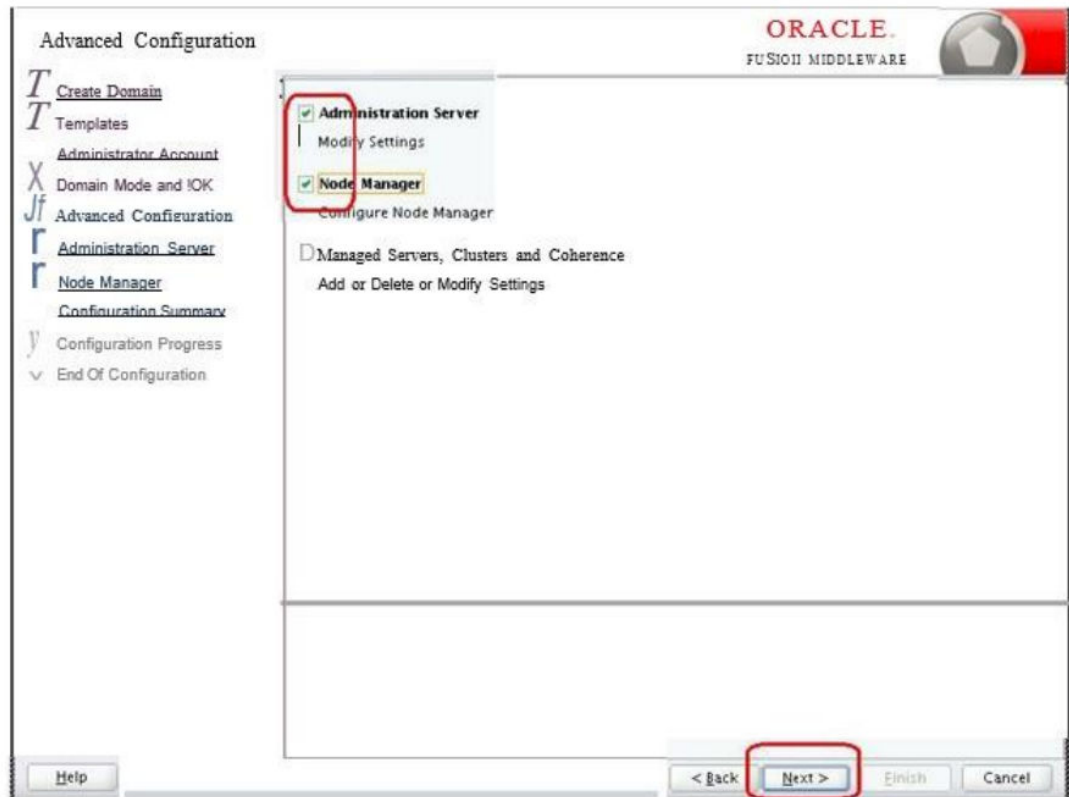 Advanced Configuration
ORACLE.
FUSIOII MIDDLEWARE
T Create Domain
T Templates
Administrator Account
X Domain Mode and !OK
Jf Advanced Configuration
r Administration Server
r Node Manager
Configuration Summary
y Configuration Progress
v End Of Configuration
Administration Server
Modify Settings
Node Manager
Configure Node Manager
D Managed Servers, Clusters and Coherence
Add or Delete or Modify Settings
Help
< Back
Next >
Finish
Cancel